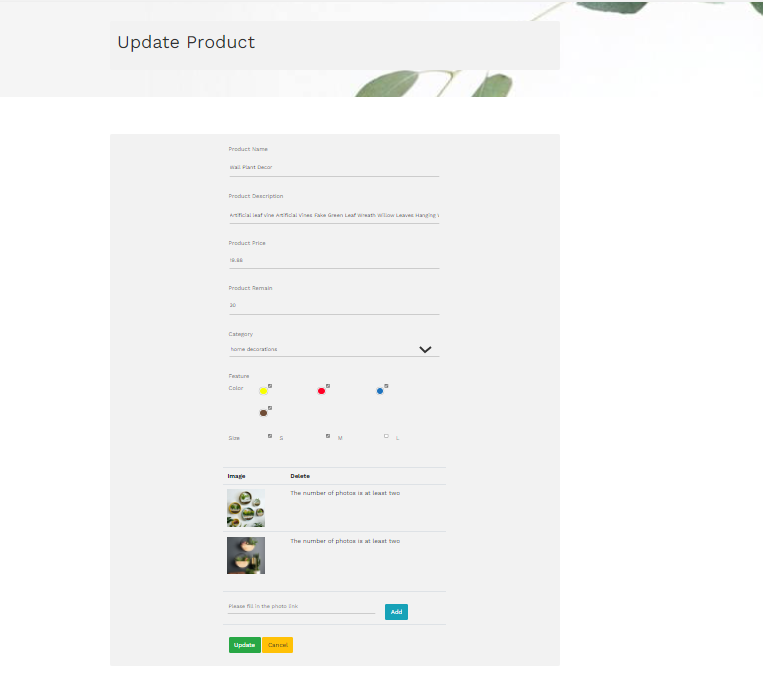 Update Product
Product Name
Wall Plant Decor
Product Description
Artificial leaf vine Artificial Vines Fake Green Leaf Wreath Willow Leaves Hanging
Product Price
Product Remain
30
Category
home decorations
Feature
Color
Size S M L
Image Delete
The number of photos is at least two
The number of photos is at least two
Please fill in the photo link Add
Update Cancel